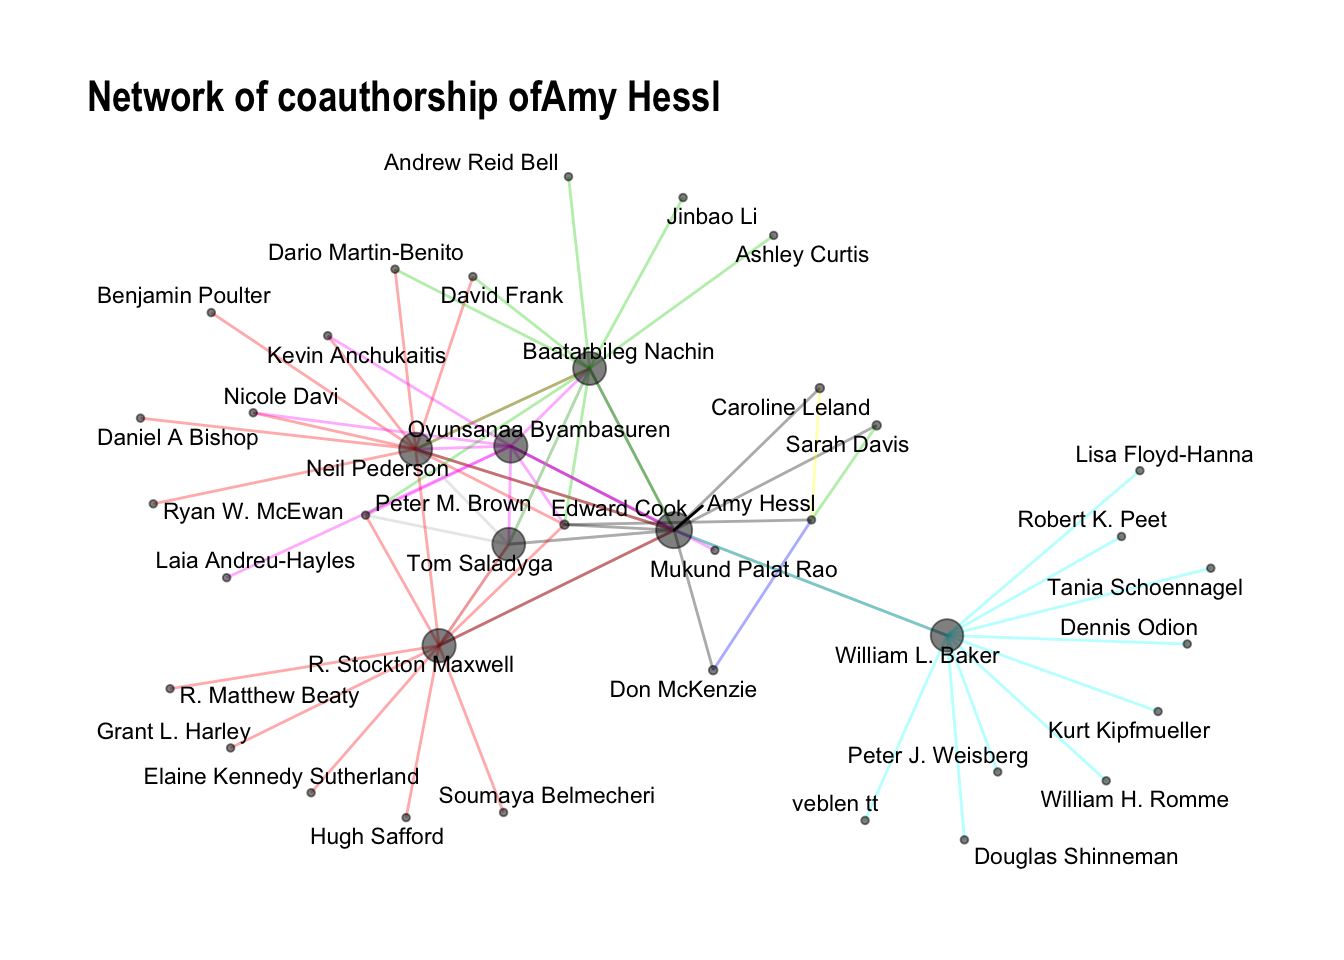 Network of coauthorship ofAmy Hessl
Andrew Reid Bell
Jinbao Li
Dario Martin-Benito
Ashley Curtis
Benjamin Poulter
David Frank
Kevin Anchukaitis
Baatarbileg Nachin
Nicole Davi
Caroline Leland
Daniel A Bishop
Oyunsanaa Byambasuren
Sarah Davis
Neil Pederson
Lisa Floyd-Hanna
Ryan W. McEwan
Peter M. Brown
Edward Cook
Amy Hessl
Robert K. Peet
Laia Andreu-Hayles
Tom Saladyga
Mukund Palat Rao
Tania Schoennagel
Dennis Odion
R. Stockton Maxwell
William L. Baker
R. Matthew Beaty
Don McKenzie
Grant L. Harley
Kurt Kipfmueller
Elaine Kennedy Sutherland
Peter J. Weisberg
Soumaya Belmecheri
veblen tt
William H. Romme
Hugh Safford
Douglas Shinneman